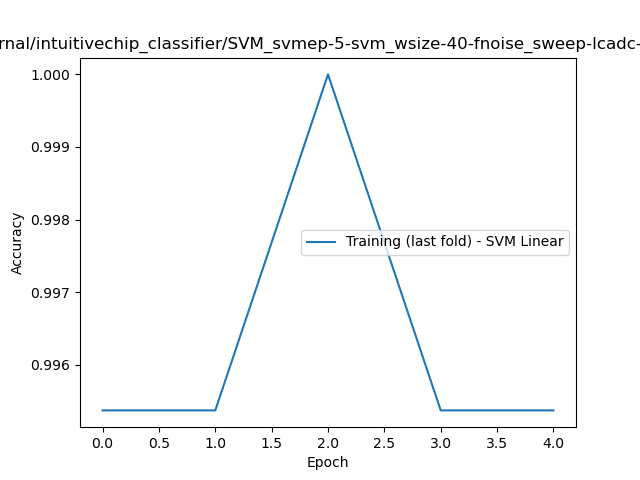 rnal/intuitivechip_classifier/SVM_svmep-5-svm_wsize-40-fnoise_sweep-lcadc-
1.000
0.999
0.998
0.997
0.996
Accuracy
Training (last fold) - SVM Linear
0.0 0.5 1.0 1.5 2.0 2.5 3.0 3.5 4.0
Epoch